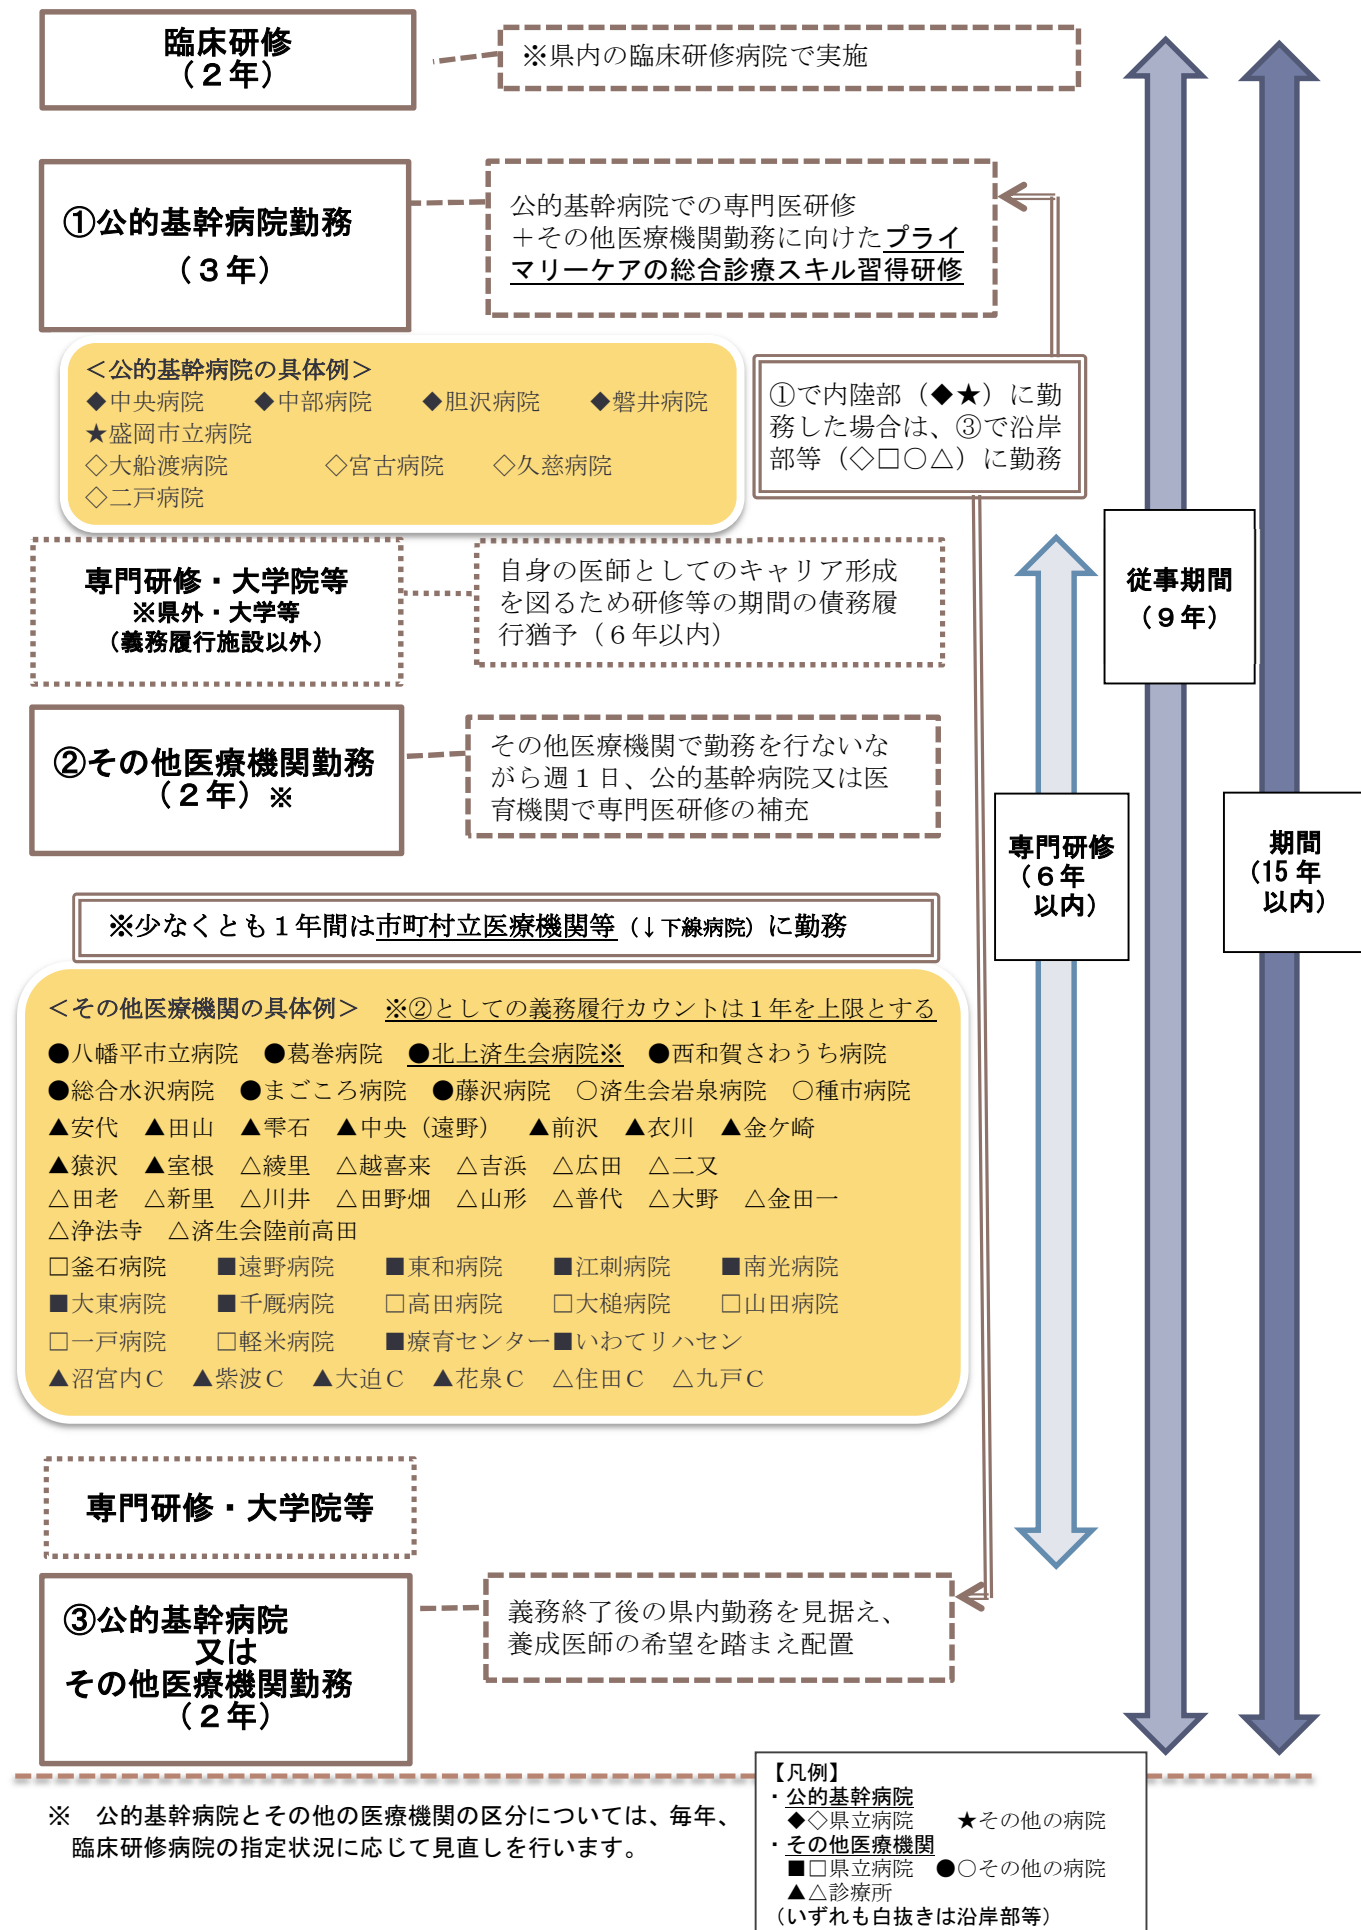 臨床研修
（２年）
※県内の臨床研修病院で実施
①公的基幹病院勤務
（３年）
公的基幹病院での専門医研修
＋その他医療機関勤務に向けたプライ
マリーケアの総合診療スキル習得研修
＜公的基幹病院の具体例＞
◆中央病院　◆中部病院　◆胆沢病院　◆磐井病院
★盛岡市立病院
◇大船渡病院　◇宮古病院　◇久慈病院
◇二戸病院
①で内陸部（◆★）に勤
務した場合は、③で沿岸
部等（◇□○△）に勤務
専門研修・大学院等
※県外・大学等
（義務履行施設以外）
自身の医師としてのキャリア形成
を図るため研修等の期間の債務履
行猶予（６年以内）
従事期間
（９年）
②その他医療機関勤務
（２年）※
その他医療機関で勤務を行ないな
がら週１日、公的基幹病院又は医
育機関で専門医研修の補充
専門研修
（６年
以内）
期間
（15 年
以内）
※少なくとも１年間は市町村立医療機関等（↓下線病院）に勤務
＜その他医療機関の具体例＞　※②としての義務履行カウントは１年を上限とする
●八幡平市立病院　●葛巻病院　●北上済生会病院※　●西和賀さわうち病院
●総合水沢病院　●まごころ病院　●藤沢病院　○済生会岩泉病院　○種市病院
▲安代　▲田山　▲雫石　▲中央（遠野）　▲前沢　▲衣川　▲金ケ崎
▲猿沢　▲室根　△綾里　△越喜来　△吉浜　△広田　△二又
△田老　△新里　△川井　△田野畑　△山形　△普代　△大野　△金田一
△浄法寺　△済生会陸前高田
□釜石病院　■遠野病院　■東和病院　■江刺病院　■南光病院
■大東病院　■千厩病院　□高田病院　□大槌病院　□山田病院
□一戸病院　□軽米病院　■療育センター■いわてリハセン
▲沼宮内Ｃ　▲紫波Ｃ　▲大迫Ｃ　▲花泉Ｃ　△住田Ｃ　△九戸Ｃ
専門研修・大学院等
③公的基幹病院
又は
その他医療機関勤務
（２年）
義務終了後の県内勤務を見据え、
養成医師の希望を踏まえ配置
※　公的基幹病院とその他の医療機関の区分については、毎年、
臨床研修病院の指定状況に応じて見直しを行います。
【凡例】
・公的基幹病院
◆◇県立病院　★その他の病院
・その他医療機関
■□県立病院　●○その他の病院
▲△診療所
（いずれも白抜きは沿岸部等）